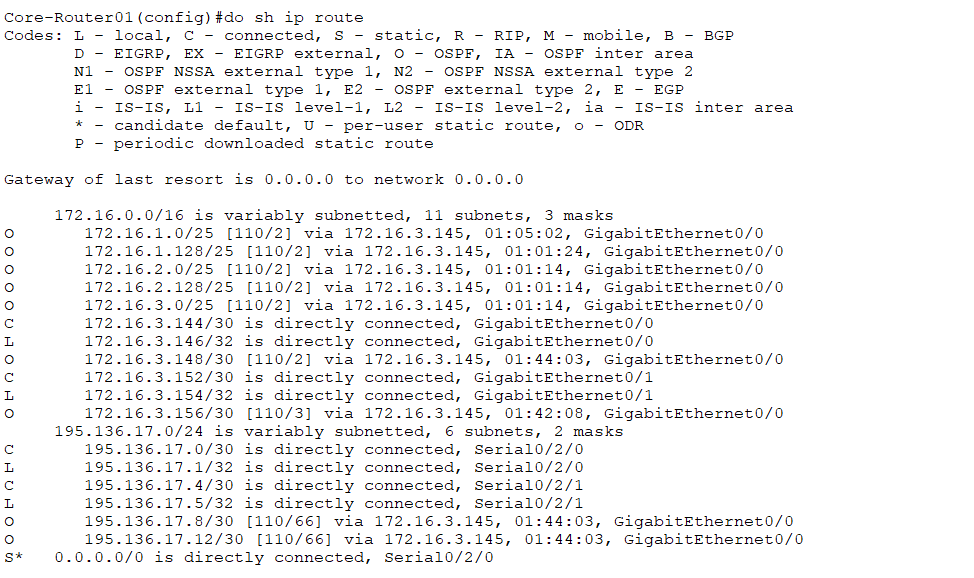 Core-Router01(config)#do sh ip route
Codes: L - local, C - connected, S - static, R - RIP, M - mobile, B - BGP
       D - EIGRP, EX - EIGRP external, O - OSPF, IA - OSPF inter area
       N1 - OSPF NSSA external type 1, N2 - OSPF NSSA external type 2
       E1 - OSPF external type 1, E2 - OSPF external type 2, E - EGP
       i - IS-IS, L1 - IS-IS level-1, L2 - IS-IS level-2, ia - IS-IS inter area
       * - candidate default, U - per-user static route, o - ODR
       P - periodic downloaded static route

Gateway of last resort is 0.0.0.0 to network 0.0.0.0

     172.16.0.0/16 is variably subnetted, 11 subnets, 3 masks
O       172.16.1.0/25 [110/2] via 172.16.3.145, 01:05:02, GigabitEthernet0/0
O       172.16.1.128/25 [110/2] via 172.16.3.145, 01:01:24, GigabitEthernet0/0
O       172.16.2.0/25 [110/2] via 172.16.3.145, 01:01:14, GigabitEthernet0/0
O       172.16.2.128/25 [110/2] via 172.16.3.145, 01:01:14, GigabitEthernet0/0
O       172.16.3.0/25 [110/2] via 172.16.3.145, 01:01:14, GigabitEthernet0/0
C       172.16.3.144/30 is directly connected, GigabitEthernet0/0
L       172.16.3.146/32 is directly connected, GigabitEthernet0/0
O       172.16.3.148/30 [110/2] via 172.16.3.145, 01:44:03, GigabitEthernet0/0
C       172.16.3.152/30 is directly connected, GigabitEthernet0/1
L       172.16.3.154/32 is directly connected, GigabitEthernet0/1
O       172.16.3.156/30 [110/3] via 172.16.3.145, 01:42:08, GigabitEthernet0/0
     195.136.17.0/24 is variably subnetted, 6 subnets, 2 masks
C       195.136.17.0/30 is directly connected, Serial0/2/0
L       195.136.17.1/32 is directly connected, Serial0/2/0
C       195.136.17.4/30 is directly connected, Serial0/2/1
L       195.136.17.5/32 is directly connected, Serial0/2/1
O       195.136.17.8/30 [110/66] via 172.16.3.145, 01:44:03, GigabitEthernet0/0
O       195.136.17.12/30 [110/66] via 172.16.3.145, 01:44:03, GigabitEthernet0/0
S*   0.0.0.0/0 is directly connected, Serial0/2/0